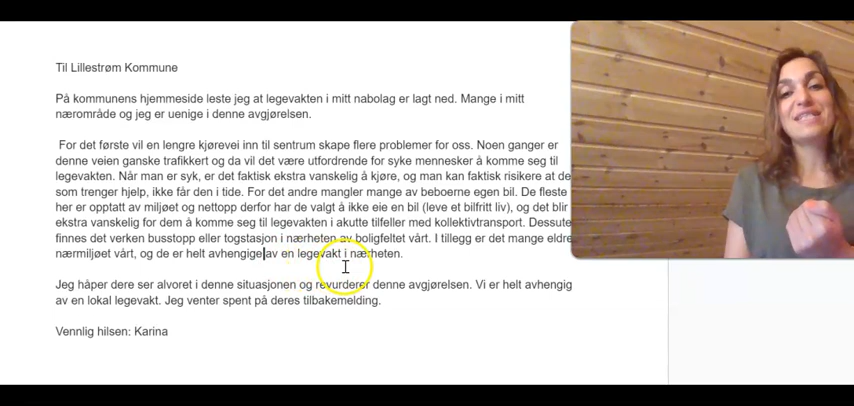 Til Lillestrøm Kommune
På kommunens hjemmeside leste jeg at legevakten i mitt nabolag er lagt ned. Mange i mitt
nærområde og jeg er uenige i denne avgjørelsen.
For det første vil en lengre kjørevei inn til sentrum skape flere problemer for oss. Noen ganger er
denne veien ganske trafikkert og da vil det være utfordrende for syke mennesker å komme seg til
legevakten. Når man er syk, er det faktisk ekstra vanskelig å kjøre, og man kan faktisk risikere at de
som trenger hjelp, ikke får den i tide. For det andre mangler mange av beboerne egen bil. De fleste
her er opptatt av miljøet og nettopp derfor har de valgt å ikke eie en bil (leve et bilfritt liv), og det blir
ekstra vanskelig for dem å komme seg til legevakten i akutte tilfeller med kollektivtransport. Dessute
finnes det verken busstopp eller togstasjon i nærheten av boligfeltet vårt. I tillegg er det mange eldre
nærmiljøet vårt, og de er helt avhengige av en legevakt i nærheten.
Jeg håper dere ser alvoret i denne situasjonen og revurderer denne avgjørelsen. Vi er helt avhengig
av en lokal legevakt. Jeg venter spent på deres tilbakemelding.
Vennlig hilsen: Karina